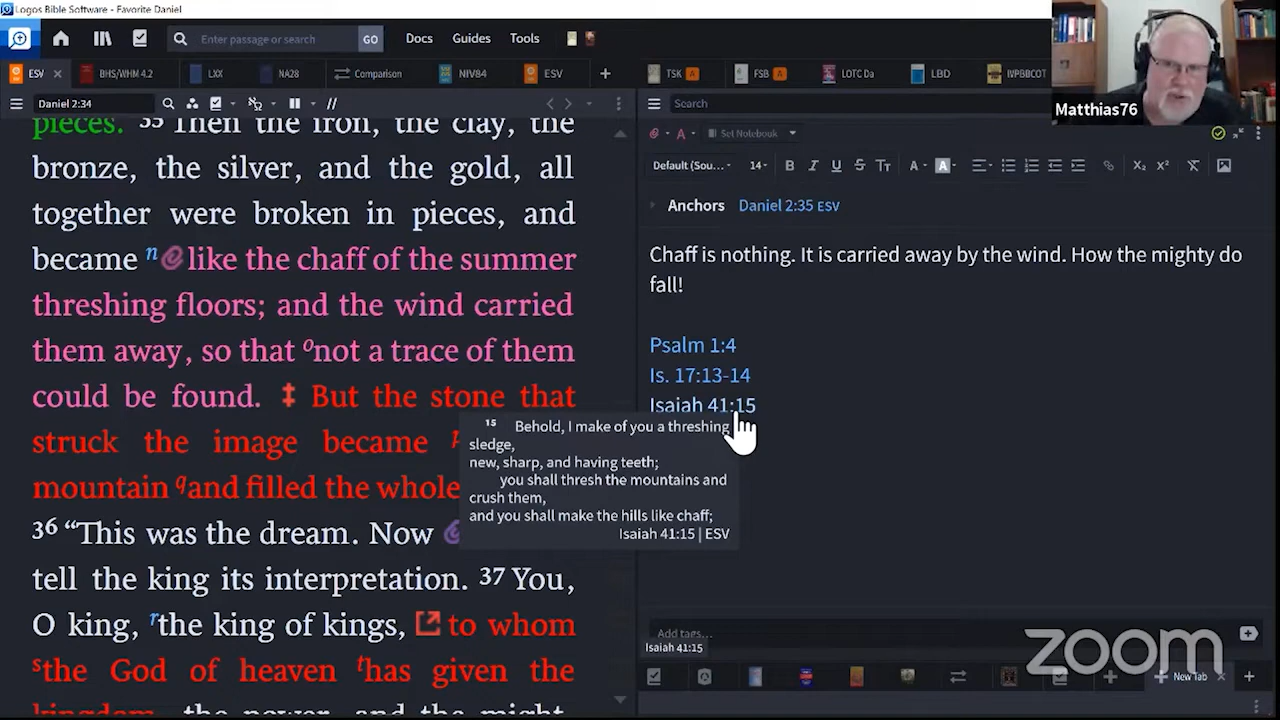 Logos Bible Software - Favorite Daniel
Enter passage or search
GO
Docs
Guides
Tools
ESV
BHS/WHM 4.2
LXX
NA28
Comparison
NIV84
ESV
TSK A
FSB A
LOTC Da
LBD
IVPBBCOT
Matthias76
Daniel 2:34
Search
Set Notebook
Default (Sou...
14
B I U S Tr
A A
X₂ X²
Anchors Daniel 2:35 ESV
pieces. 35 Then the iron, the clay, the
bronze, the silver, and the gold, all
together were broken in pieces, and
became n like the chaff of the summer
threshing floors; and the wind carried
them away, so that o not a trace of them
could be found. ‡ But the stone that
struck the image became
mountain q and filled the whole
36 “This was the dream. Now
tell the king its interpretation. 37 You,
O king, r the king of kings, to whom
s the God of heaven t has given the
kingdom, the power, and the might,
Chaff is nothing. It is carried away by the wind. How the mighty do
fall!
Psalm 1:4
Is. 17:13-14
Isaiah 41:15
15 Behold, I make of you a threshing
sledge,
new, sharp, and having teeth;
you shall thresh the mountains and
crush them,
and you shall make the hills like chaff;
Isaiah 41:15 | ESV
Add tags...
Isaiah 41:15
zoom
New Tab